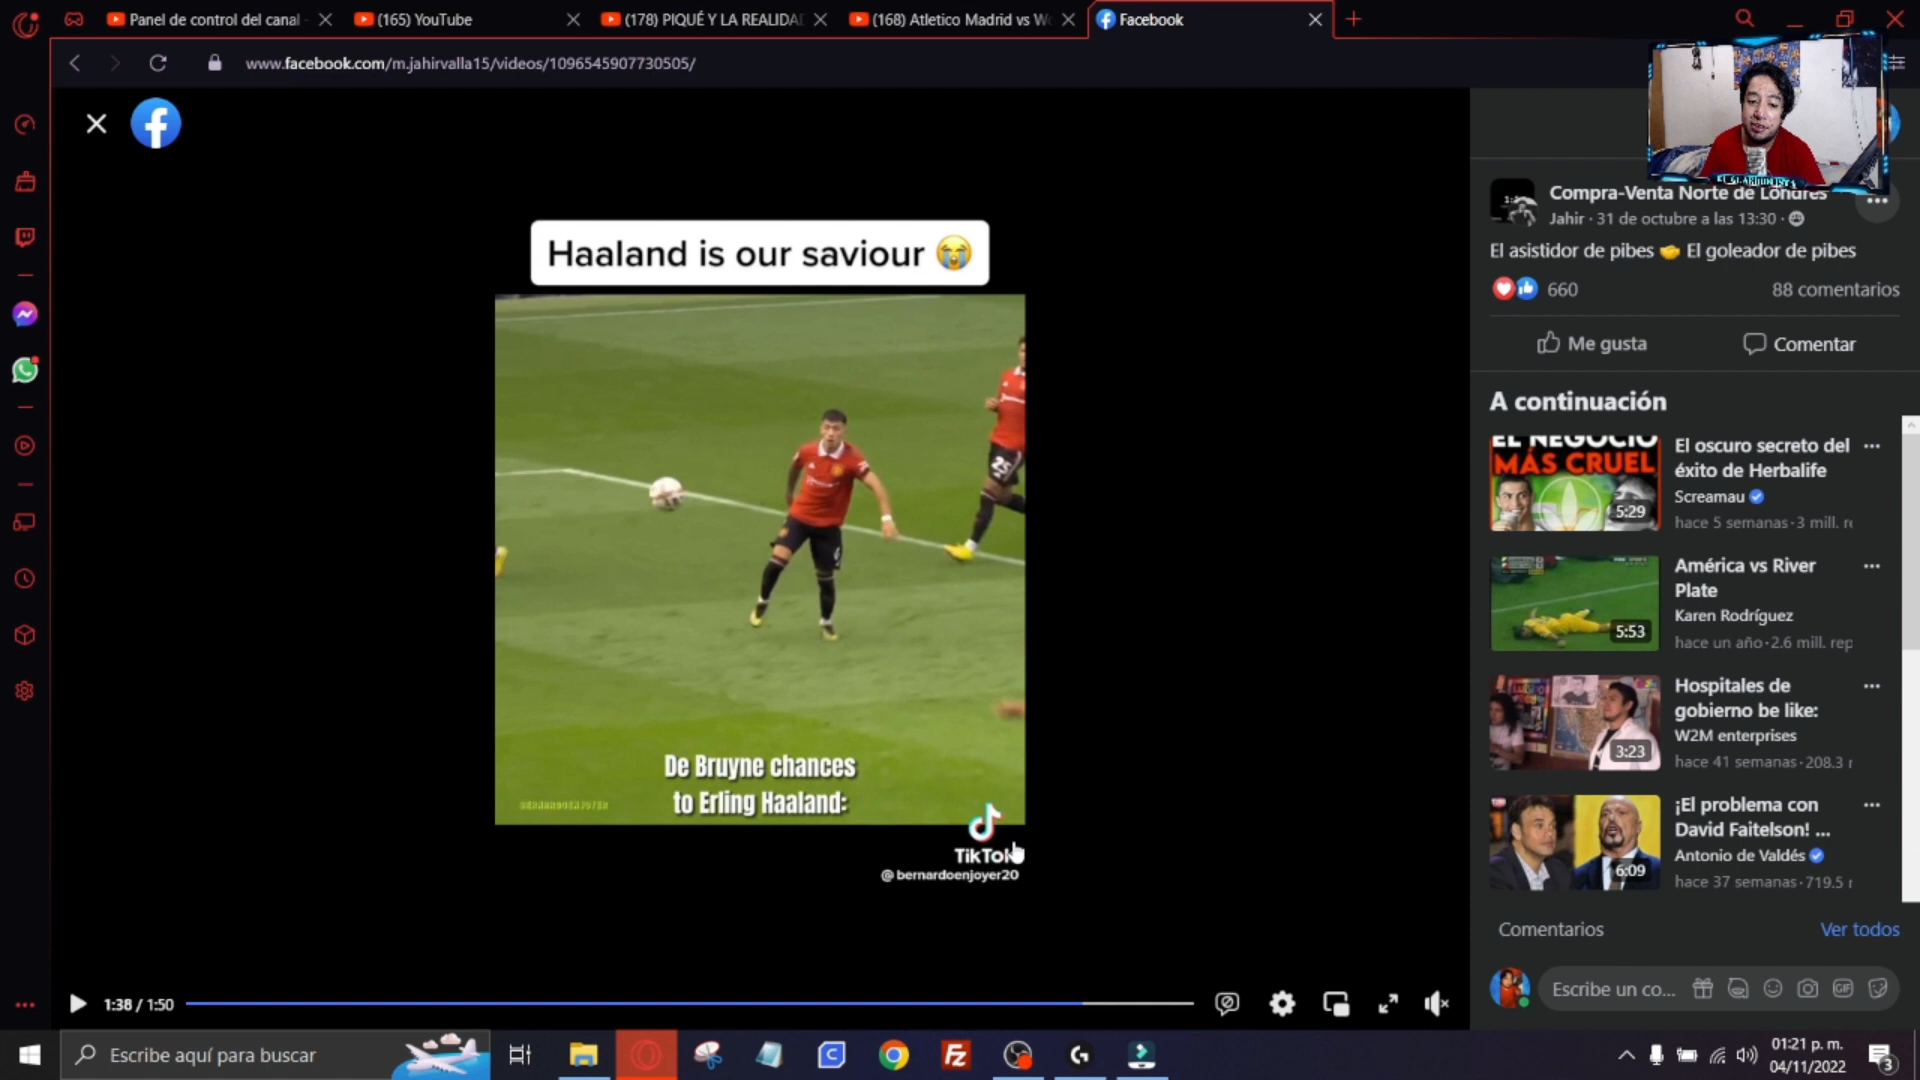 Panel de control del canal
(165) YouTube
(178) PIQUÉ Y LA REALIDA
(168) Atletico Madrid vs W
Facebook
www.facebook.com/m.jahirvalla15/videos/1096545907730505/
Haaland is our saviour 😭
25
De Bruyne chances
to Erling Haaland:
TikTok
@bernardoenjoyer20
Compra-Venta Norte de Londres
Jahir · 31 de octubre a las 13:30 ·
El asistidor de pibes 🤝 El goleador de pibes
660
88 comentarios
Me gusta
Comentar
A continuación
EL NEGOCIO
MÁS CRUEL
5:29
El oscuro secreto del
éxito de Herbalife
Screamau
hace 5 semanas · 3 mill. re
5:53
América vs River
Plate
Karen Rodríguez
hace un año · 2.6 mill. rep
3:23
Hospitales de
gobierno be like:
W2M enterprises
hace 41 semanas · 208.3
6:09
¡El problema con
David Faitelson! ...
Antonio de Valdés
hace 37 semanas · 719.5
Comentarios
Ver todos
Escribe un co...
GIF
1:38 / 1:50
Escribe aquí para buscar
01:21 p. m.
04/11/2022
3